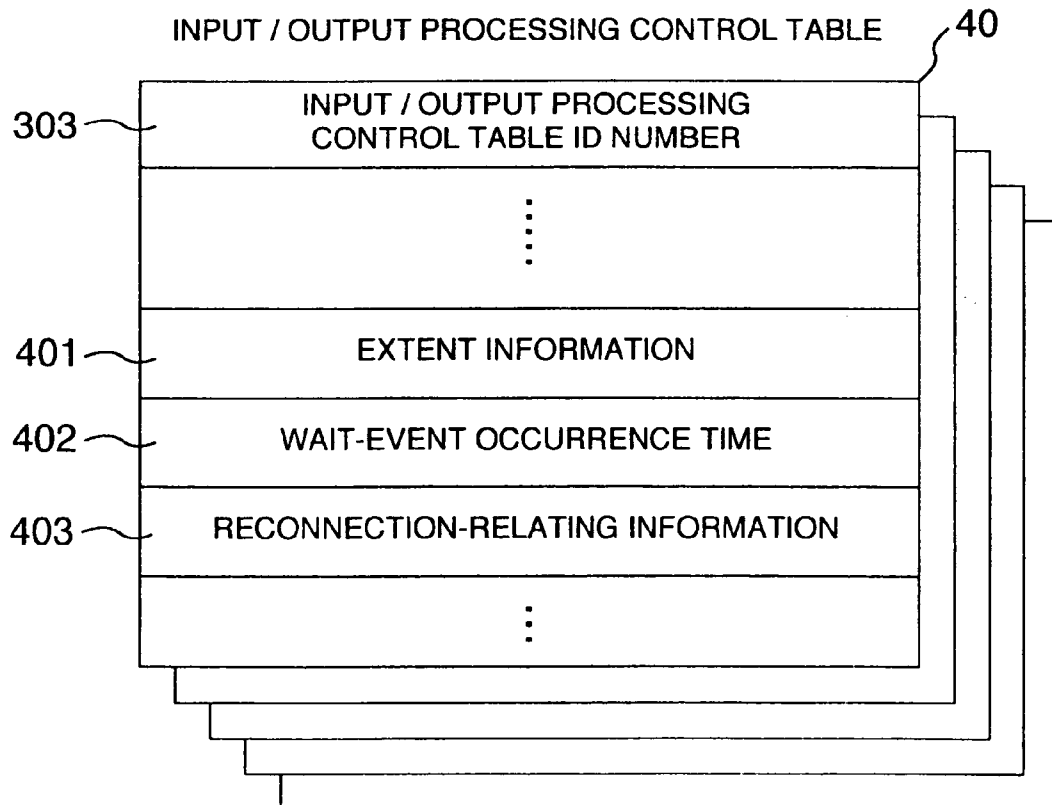 INPUT / OUTPUT PROCESSING CONTROL TABLE
40
303
INPUT / OUTPUT PROCESSING
CONTROL TABLE ID NUMBER
401
EXTENT INFORMATION
402
WAIT-EVENT OCCURRENCE TIME
403
RECONNECTION-RELATING INFORMATION